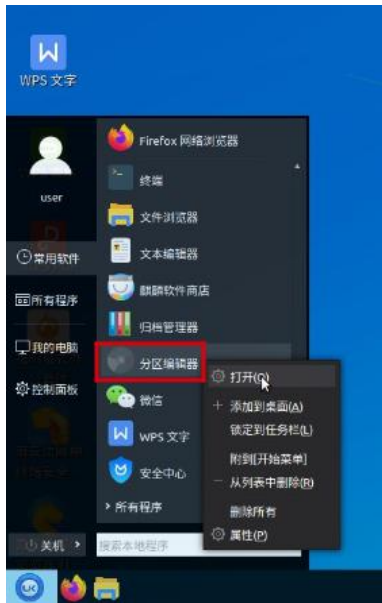 WPS 文字
user
常用软件
所有程序
我的电脑
控制面板
关机
Firefox 网络浏览器
终端
文件浏览器
文本编辑器
麒麟软件商店
归档管理器
分区编辑器
微信
WPS 文字
安全中心
所有程序
搜索本地程序
打开(O)
添加到桌面(A)
锁定到任务栏(L)
附到[开始菜单]
从列表中删除(R)
删除所有
属性(P)
UK